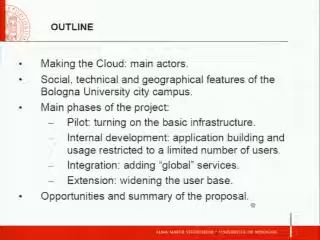 OUTLINE
• Making the Cloud: main actors.
• Social, technical and geographical features of the
Bologna University city campus.
• Main phases of the project:
– Pilot: turning on the basic infrastructure.
– Internal development: application building and
usage restricted to a limited number of users.
– Integration: adding “global” services.
– Extension: widening the user base.
• Opportunities and summary of the proposal.
ALMA MATER STUDIORUM - UNIVERSITÀ DI BOLOGNA